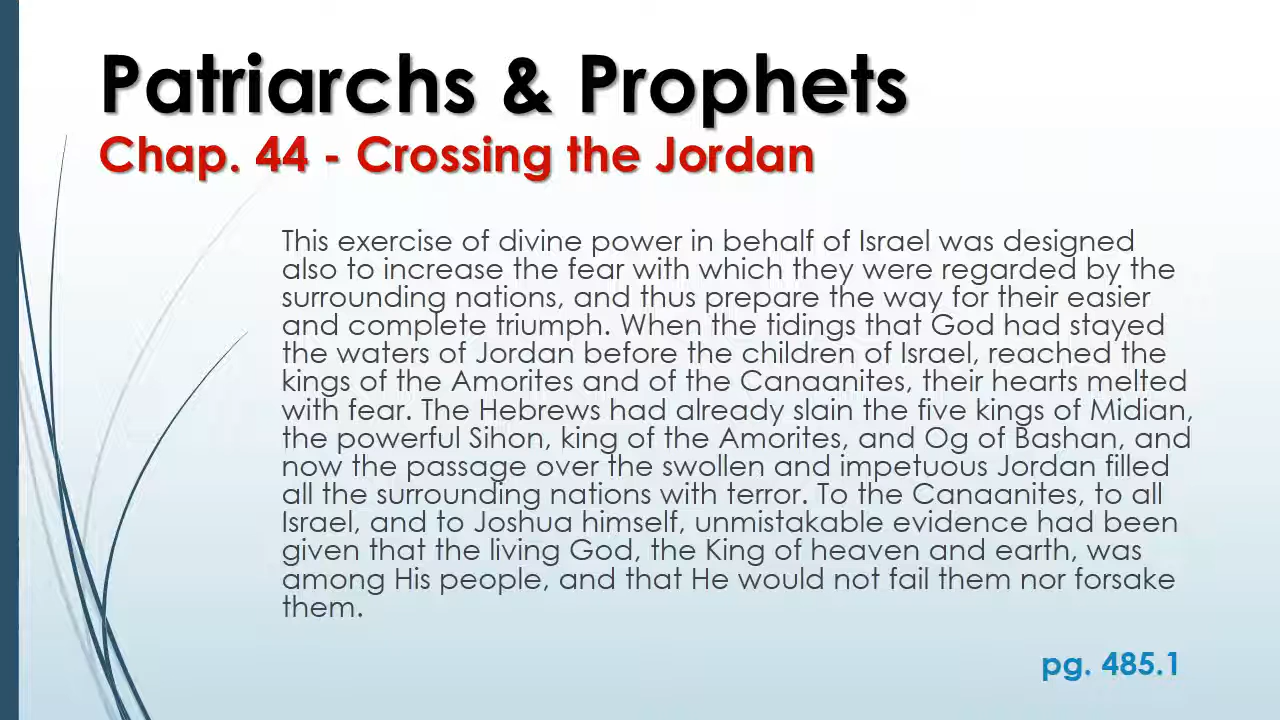 Patriarchs & Prophets
Chap. 44 - Crossing the Jordan
This exercise of divine power in behalf of Israel was designed
also to increase the fear with which they were regarded by the
surrounding nations, and thus prepare the way for their easier
and complete triumph. When the tidings that God had stayed
the waters of Jordan before the children of Israel, reached the
kings of the Amorites and of the Canaanites, their hearts melted
with fear. The Hebrews had already slain the five kings of Midian,
the powerful Sihon, king of the Amorites, and Og of Bashan, and
now the passage over the swollen and impetuous Jordan filled
all the surrounding nations with terror. To the Canaanites, to all
Israel, and to Joshua himself, unmistakable evidence had been
given that the living God, the King of heaven and earth, was
among His people, and that He would not fail them nor forsake
them.
pg. 485.1